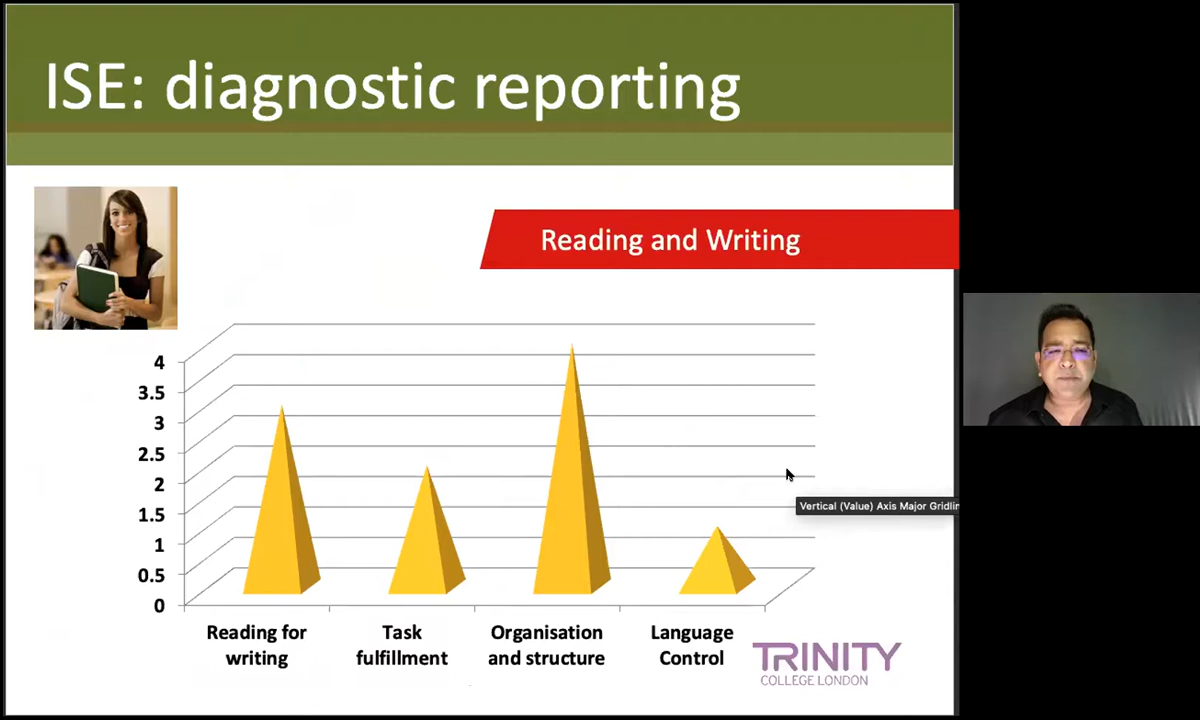 ISE: diagnostic reporting
Reading and Writing
4
3.5
3
2.5
2
1.5
1
0.5
0
Vertical (Value) Axis Major Gridlin
Reading for
writing
Task
fulfillment
Organisation
and structure
Language
Control
TRINITY
COLLEGE LONDON